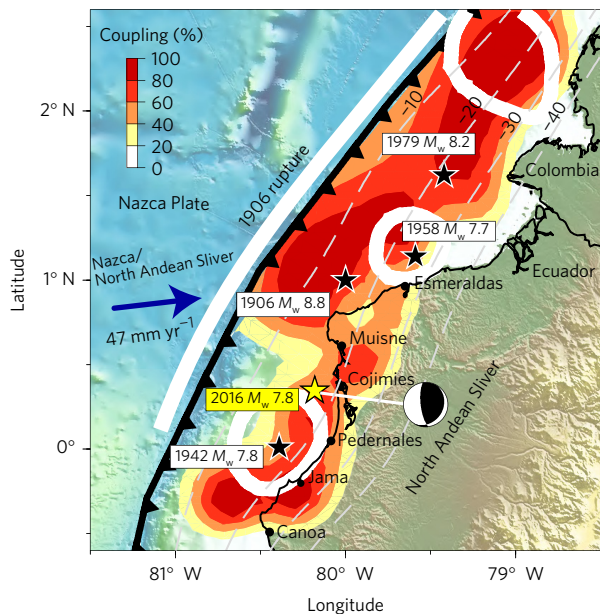 Coupling (%)
100
80
60
40
20
0
2° N
1° N
0°
Latitude
81° W
80° W
79° W
Longitude
−10
−20
−30
−40
1979 Mw 8.2
Colombia
1906 rupture
Nazca Plate
1958 Mw 7.7
Nazca/
North Andean Sliver
47 mm yr⁻¹
Ecuador
Esmeraldas
1906 Mw 8.8
Muisne
Cojimies
2016 Mw 7.8
North Andean Sliver
Pedernales
1942 Mw 7.8
Jama
Canoa